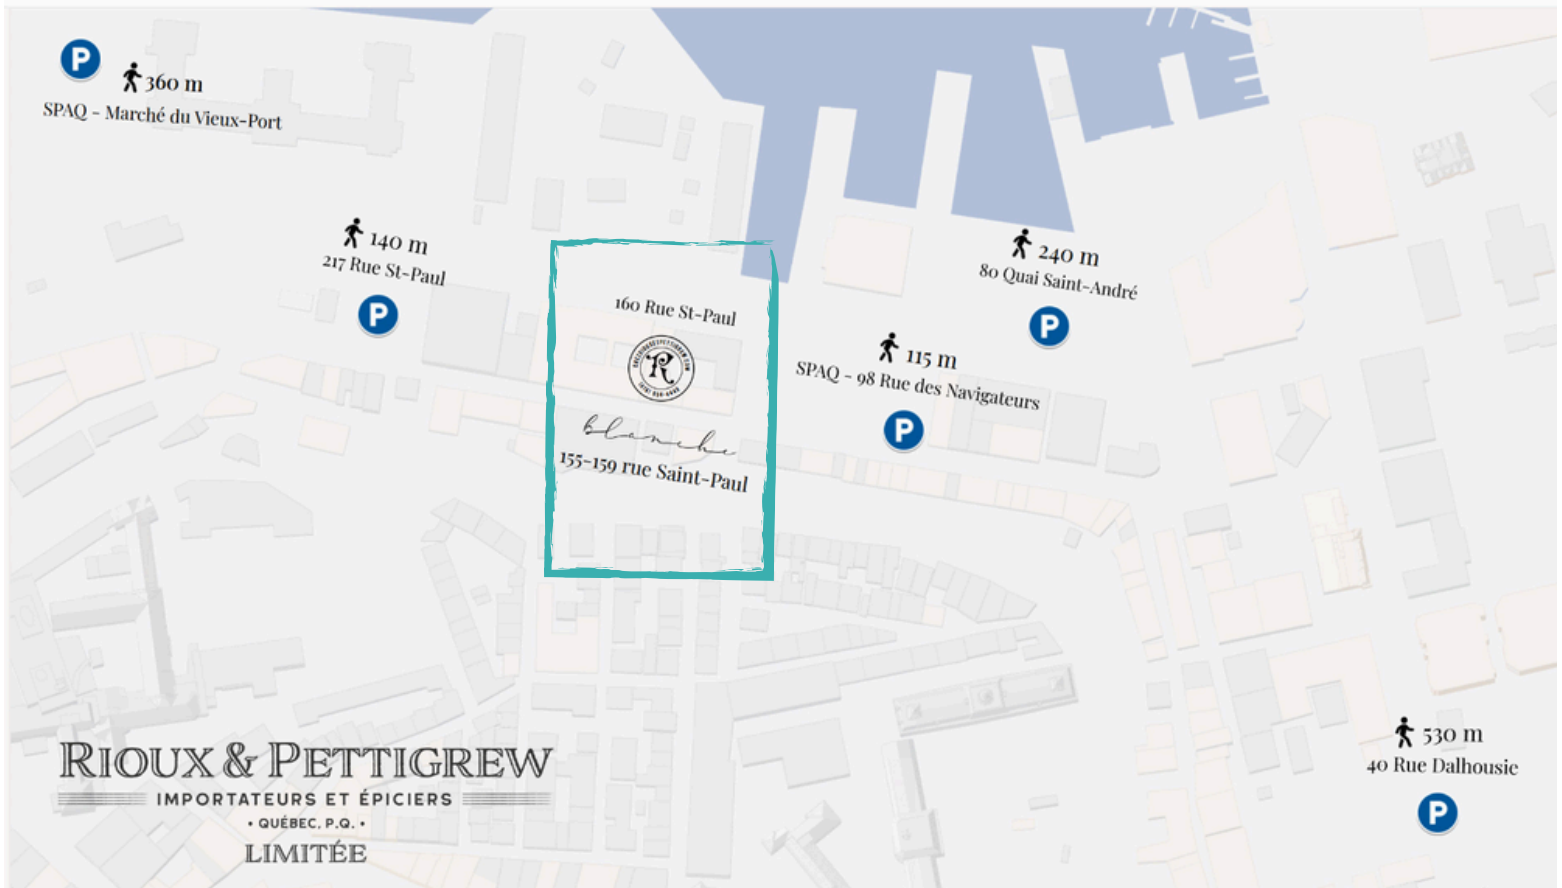 P
360 m
SPAQ - Marché du Vieux-Port
140 m
217 Rue St-Paul
P
240 m
80 Quai Saint-André
P
160 Rue St-Paul
R
115 m
SPAQ - 98 Rue des Navigateurs
P
blanche
155-159 rue Saint-Paul
530 m
40 Rue Dalhousie
P
RIOUX & PETTIGREW
IMPORTATEURS ET ÉPICIERS
• QUÉBEC, P.Q. •
LIMITÉE